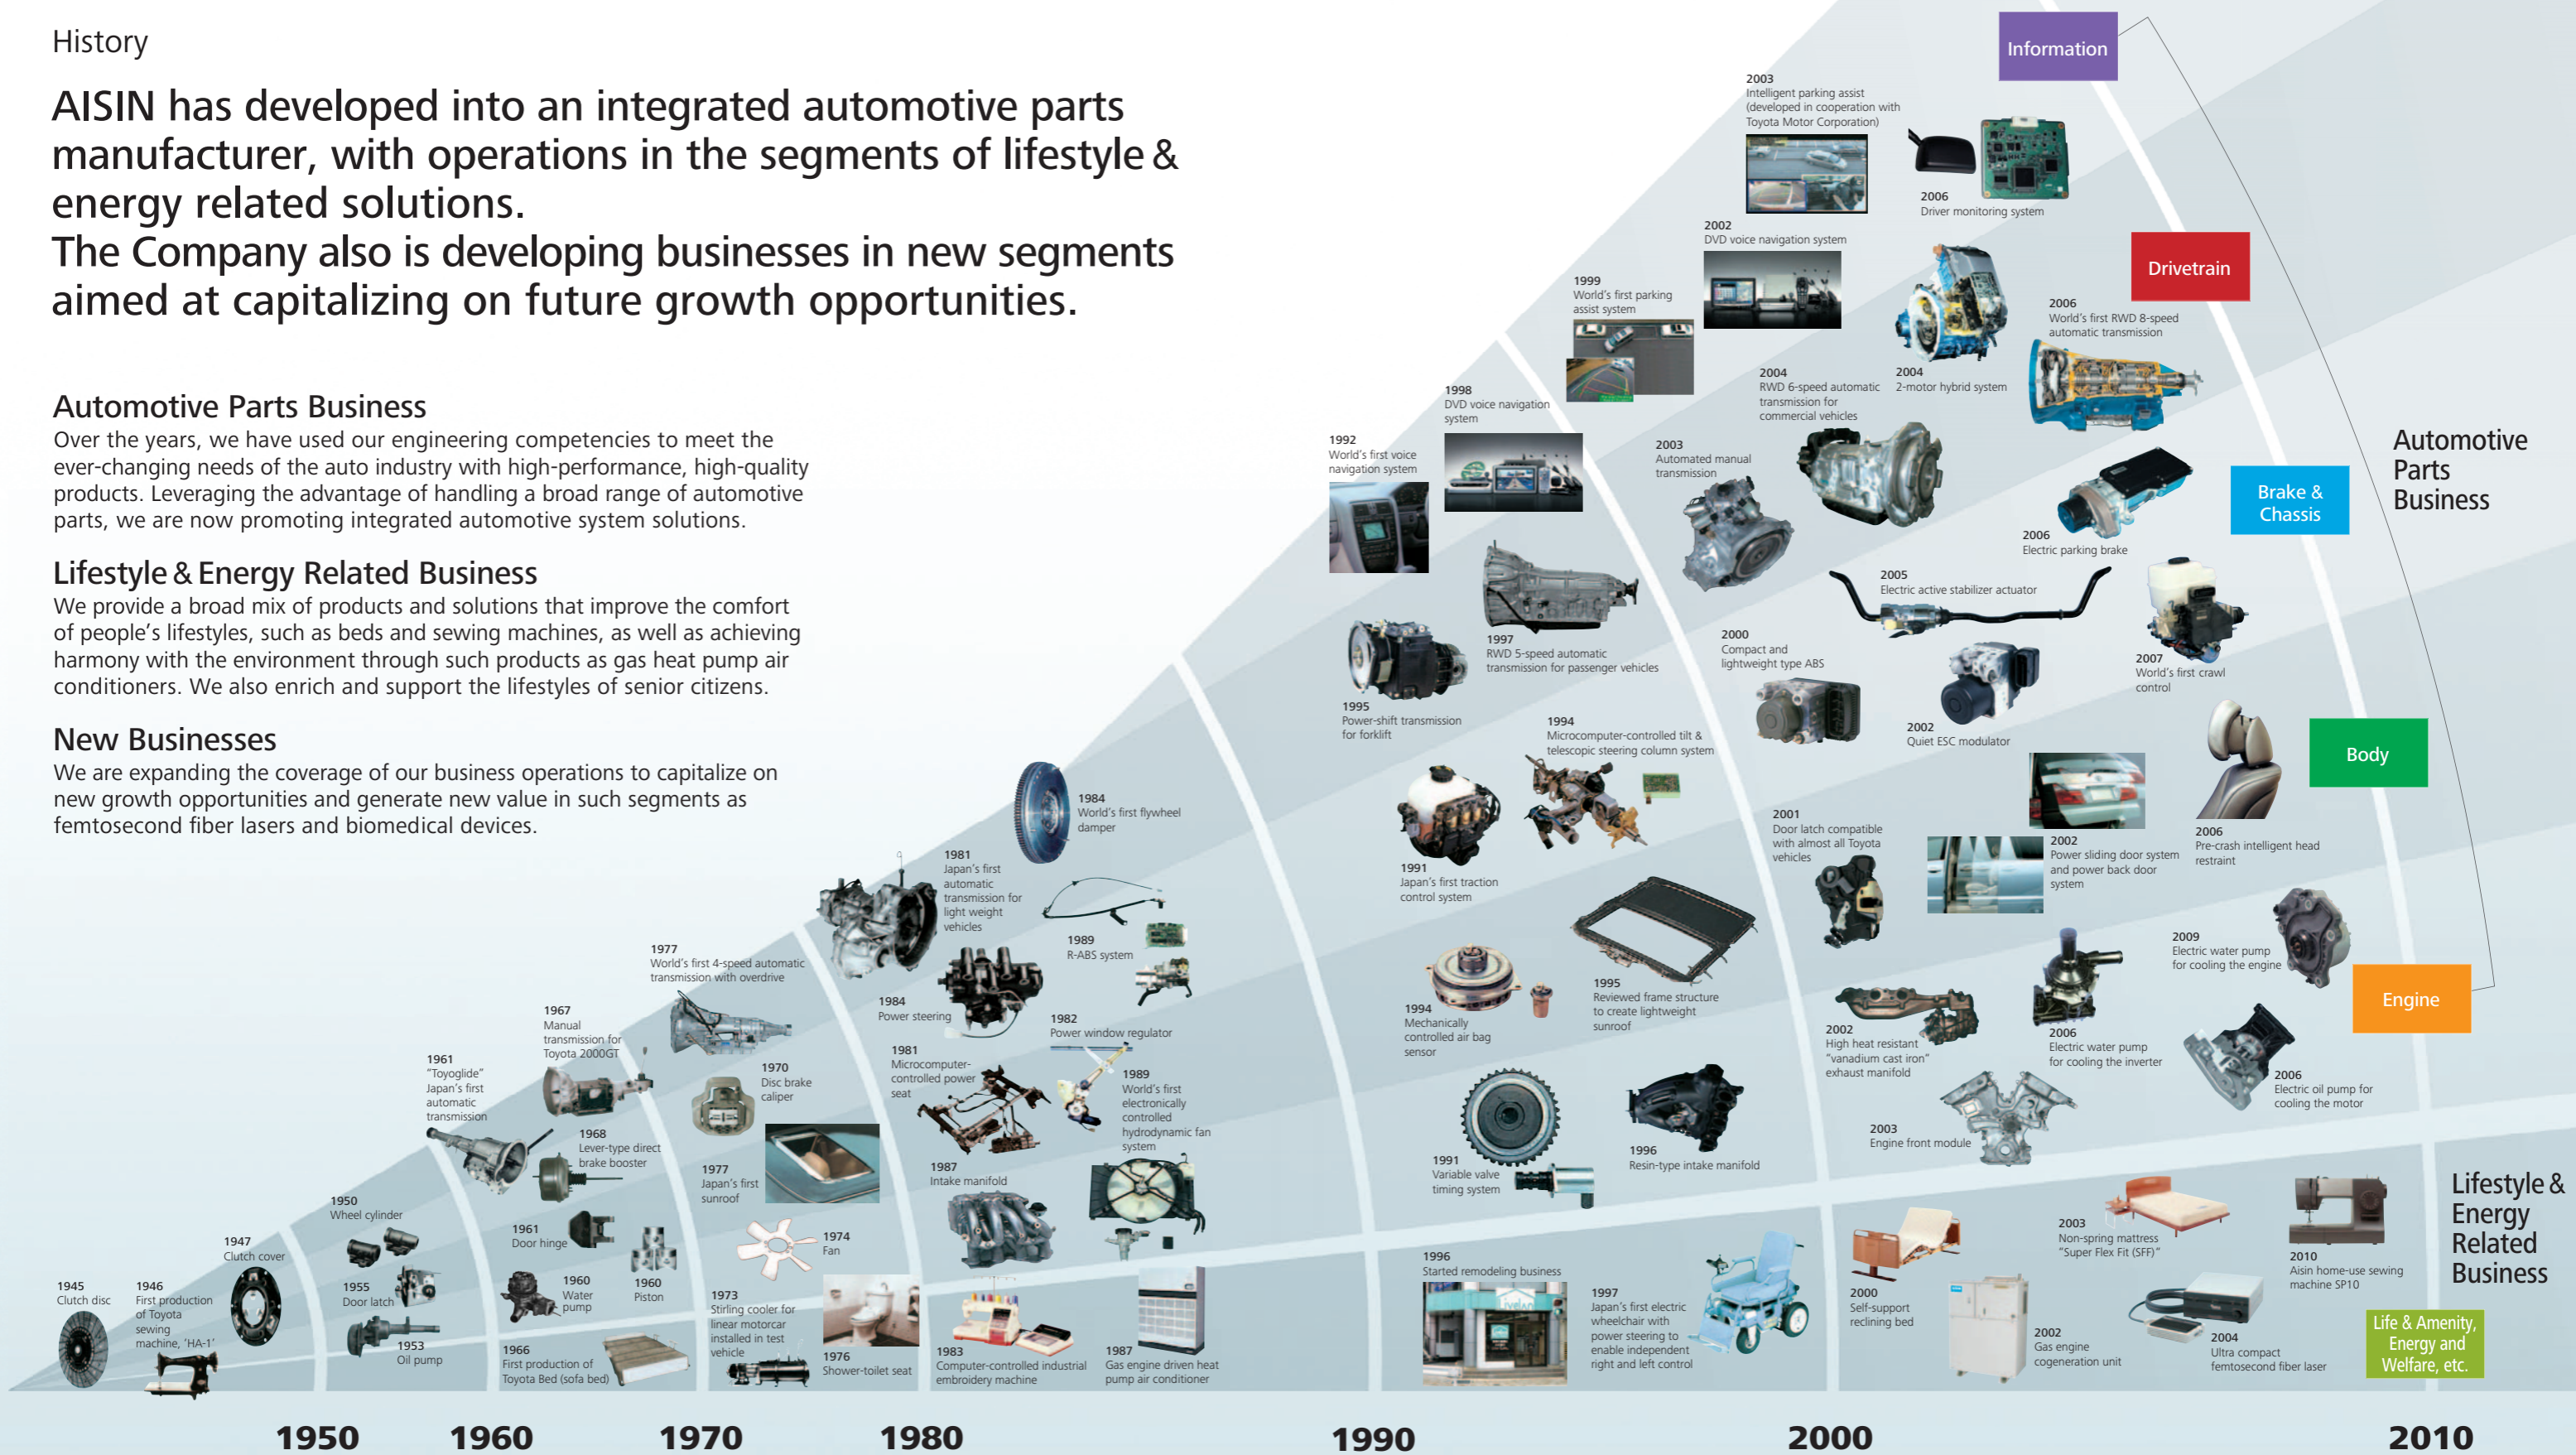 History
AISIN has developed into an integrated automotive parts
manufacturer, with operations in the segments of lifestyle &
energy related solutions.
The Company also is developing businesses in new segments
aimed at capitalizing on future growth opportunities.
Automotive Parts Business
Over the years, we have used our engineering competencies to meet the
ever-changing needs of the auto industry with high-performance, high-quality
products. Leveraging the advantage of handling a broad range of automotive
parts, we are now promoting integrated automotive system solutions.
Lifestyle & Energy Related Business
We provide a broad mix of products and solutions that improve the comfort
of people's lifestyles, such as beds and sewing machines, as well as achieving
harmony with the environment through such products as gas heat pump air
conditioners. We also enrich and support the lifestyles of senior citizens.
New Businesses
We are expanding the coverage of our business operations to capitalize on
new growth opportunities and generate new value in such segments as
femtosecond fiber lasers and biomedical devices.
1945
Clutch disc
1946
First production
of Toyota
sewing
machine, 'HA-1'
1947
Clutch cover
1950
Wheel cylinder
1955
Door latch
1953
Oil pump
1961
"Toyoglide"
Japan's first
automatic
transmission
1967
Manual
transmission for
Toyota 2000GT
1968
Lever-type direct
brake booster
1961
Door hinge
1960
Water
pump
1960
Piston
1966
First production of
Toyota Bed (sofa bed)
1977
World's first 4-speed automatic
transmission with overdrive
1970
Disc brake
caliper
1977
Japan's first
sunroof
1974
Fan
1973
Stirling cooler for
linear motorcar
installed in test
vehicle
1976
Shower-toilet seat
1984
World's first flywheel
damper
1981
Japan's first
automatic
transmission for
light weight
vehicles
1989
R-ABS system
1984
Power steering
1982
Power window regulator
1981
Microcomputer-
controlled power
seat
1989
World's first
electronically
controlled
hydrodynamic fan
system
1987
Intake manifold
1983
Computer-controlled industrial
embroidery machine
1987
Gas engine driven heat
pump air conditioner
1992
World's first voice
navigation system
1998
DVD voice navigation
system
1999
World's first parking
assist system
1997
RWD 5-speed automatic
transmission for passenger vehicles
1995
Power-shift transmission
for forklift
1994
Microcomputer-controlled tilt &
telescopic steering column system
1991
Japan's first traction
control system
1994
Mechanically
controlled air bag
sensor
1995
Reviewed frame structure
to create lightweight
sunroof
1991
Variable valve
timing system
1996
Resin-type intake manifold
1996
Started remodeling business
Livelan
1997
Japan's first electric
wheelchair with
power steering to
enable independent
right and left control
2003
Intelligent parking assist
(developed in cooperation with
Toyota Motor Corporation)
2006
Driver monitoring system
2002
DVD voice navigation system
2004
RWD 6-speed automatic
transmission for
commercial vehicles
2004
2-motor hybrid system
2006
World's first RWD 8-speed
automatic transmission
2003
Automated manual
transmission
2006
Electric parking brake
2005
Electric active stabilizer actuator
2000
Compact and
lightweight type ABS
2002
Quiet ESC modulator
2007
World's first crawl
control
2001
Door latch compatible
with almost all Toyota
vehicles
2002
Power sliding door system
and power back door
system
2006
Pre-crash intelligent head
restraint
2009
Electric water pump
for cooling the engine
2002
High heat resistant
"vanadium cast iron"
exhaust manifold
2006
Electric water pump
for cooling the inverter
2006
Electric oil pump for
cooling the motor
2003
Engine front module
2000
Self-support
reclining bed
2003
Non-spring mattress
"Super Flex Fit (SFF)"
2002
Gas engine
cogeneration unit
2004
Ultra compact
femtosecond fiber laser
2010
Aisin home-use sewing
machine SP10
Information
Drivetrain
Brake &
Chassis
Body
Engine
Automotive
Parts
Business
Lifestyle &
Energy
Related
Business
Life & Amenity,
Energy and
Welfare, etc.
1950
1960
1970
1980
1990
2000
2010